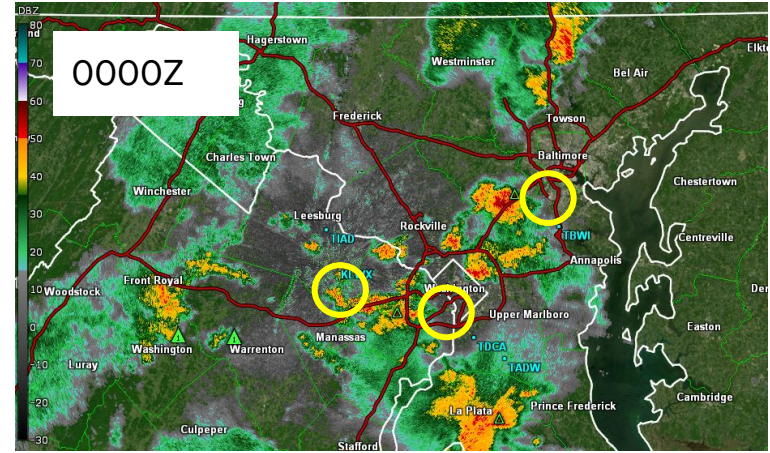 DBZ
80
70
60
50
40
30
20
10
0
-10
-20
-30
0000Z
Hagerstown
Westminster
Bel Air
Elkt
Frederick
Towson
Baltimore
Charles Town
Chestertown
Winchester
Leesburg
TIAD
Rockville
TBWI
Centreville
Annapolis
Front Royal
Woodstock
Washington
Upper Marlboro
Easton
Washington
Warrenton
Manassas
TDCA
TADW
Luray
La Plata
Prince Frederick
Cambridge
Culpeper
Stafford